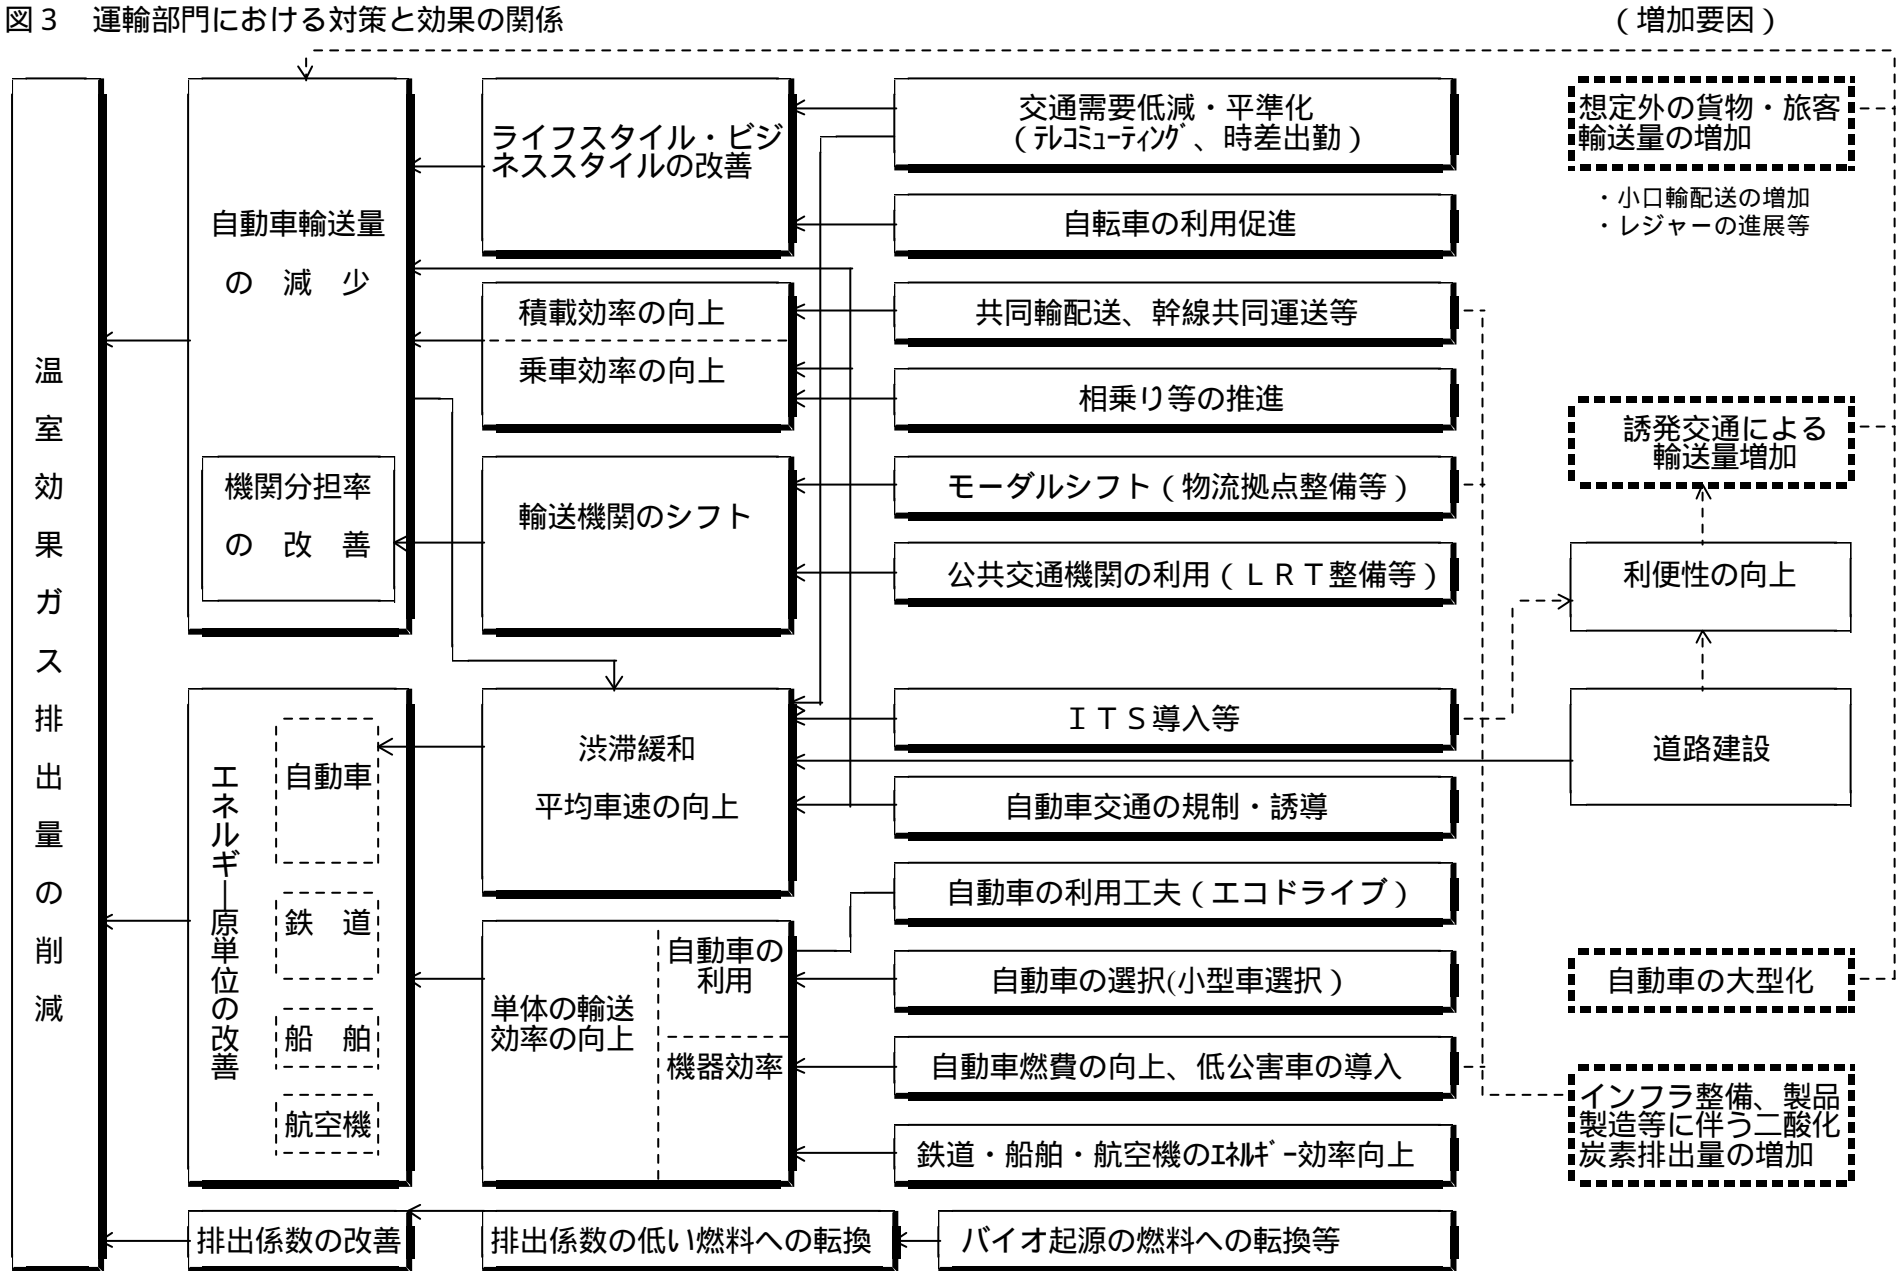 図３　運輸部門における対策と効果の関係
（増加要因）
温室効果ガス排出量の削減
自動車輸送量
の　減　少
機関分担率
の　改　善
エネルギー原単位の改善
自動車
鉄　道
船　舶
航空機
排出係数の改善
ライフスタイル・ビジ
ネススタイルの改善
積載効率の向上
乗車効率の向上
輸送機関のシフト
渋滞緩和
平均車速の向上
単体の輸送
効率の向上
自動車の
利用
機器効率
排出係数の低い燃料への転換
交通需要低減・平準化
（ﾃﾚｺﾐｭｰﾃｨﾝｸﾞ、時差出勤）
自転車の利用促進
共同輸配送、幹線共同運送等
相乗り等の推進
モーダルシフト（物流拠点整備等）
公共交通機関の利用（ＬＲＴ整備等）
ＩＴＳ導入等
自動車交通の規制・誘導
自動車の利用工夫（エコドライブ）
自動車の選択(小型車選択）
自動車燃費の向上、低公害車の導入
鉄道・船舶・航空機のｴﾈﾙｷﾞｰ効率向上
バイオ起源の燃料への転換等
想定外の貨物・旅客
輸送量の増加
・小口輸配送の増加
・レジャーの進展等
誘発交通による
輸送量増加
利便性の向上
道路建設
自動車の大型化
インフラ整備、製品
製造等に伴う二酸化
炭素排出量の増加